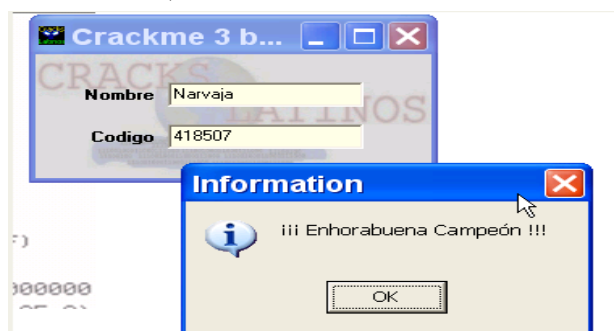 Crackme 3 b...
CRACKS
LATINOS
Nombre Narvaja
Codigo 418507
Information
¡¡¡ Enhorabuena Campeón !!!
OK